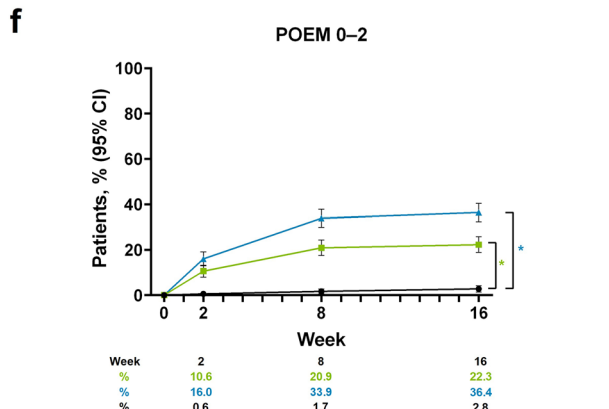 f
POEM 0–2
Patients, % (95% CI)
100
80
60
40
20
0
*
*
0 2 8 16
Week
Week 2 8 16
% 10.6 20.9 22.3
% 16.0 33.9 36.4
% 0.6 1.7 2.8